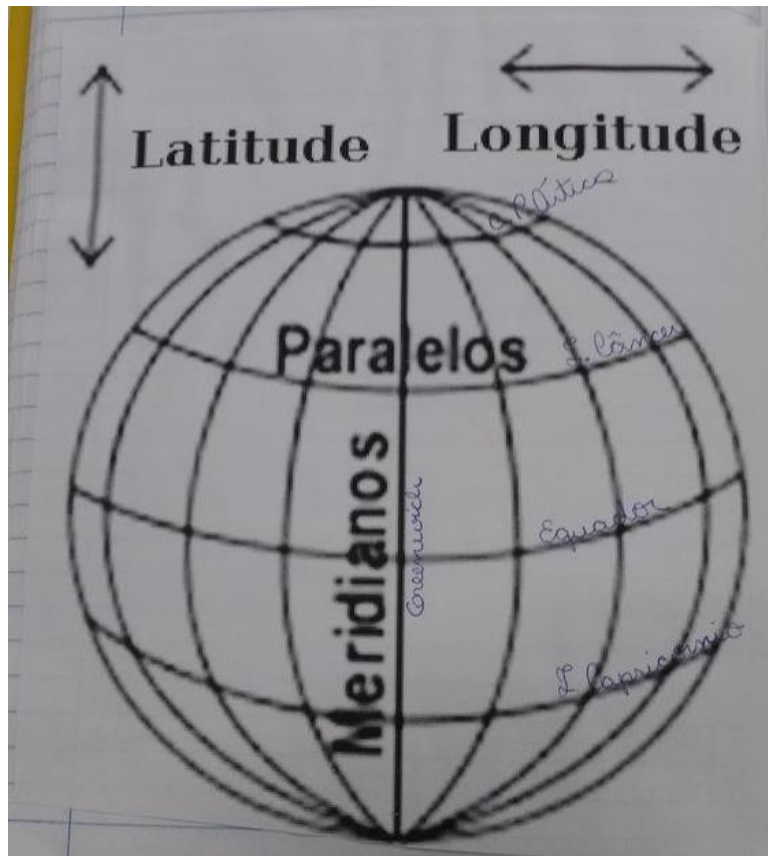 Latitude
Longitude
C. P. Ártico
Paralelos
T. Câncer
Meridianos
Greenwich
Equador
T. Capricórnio